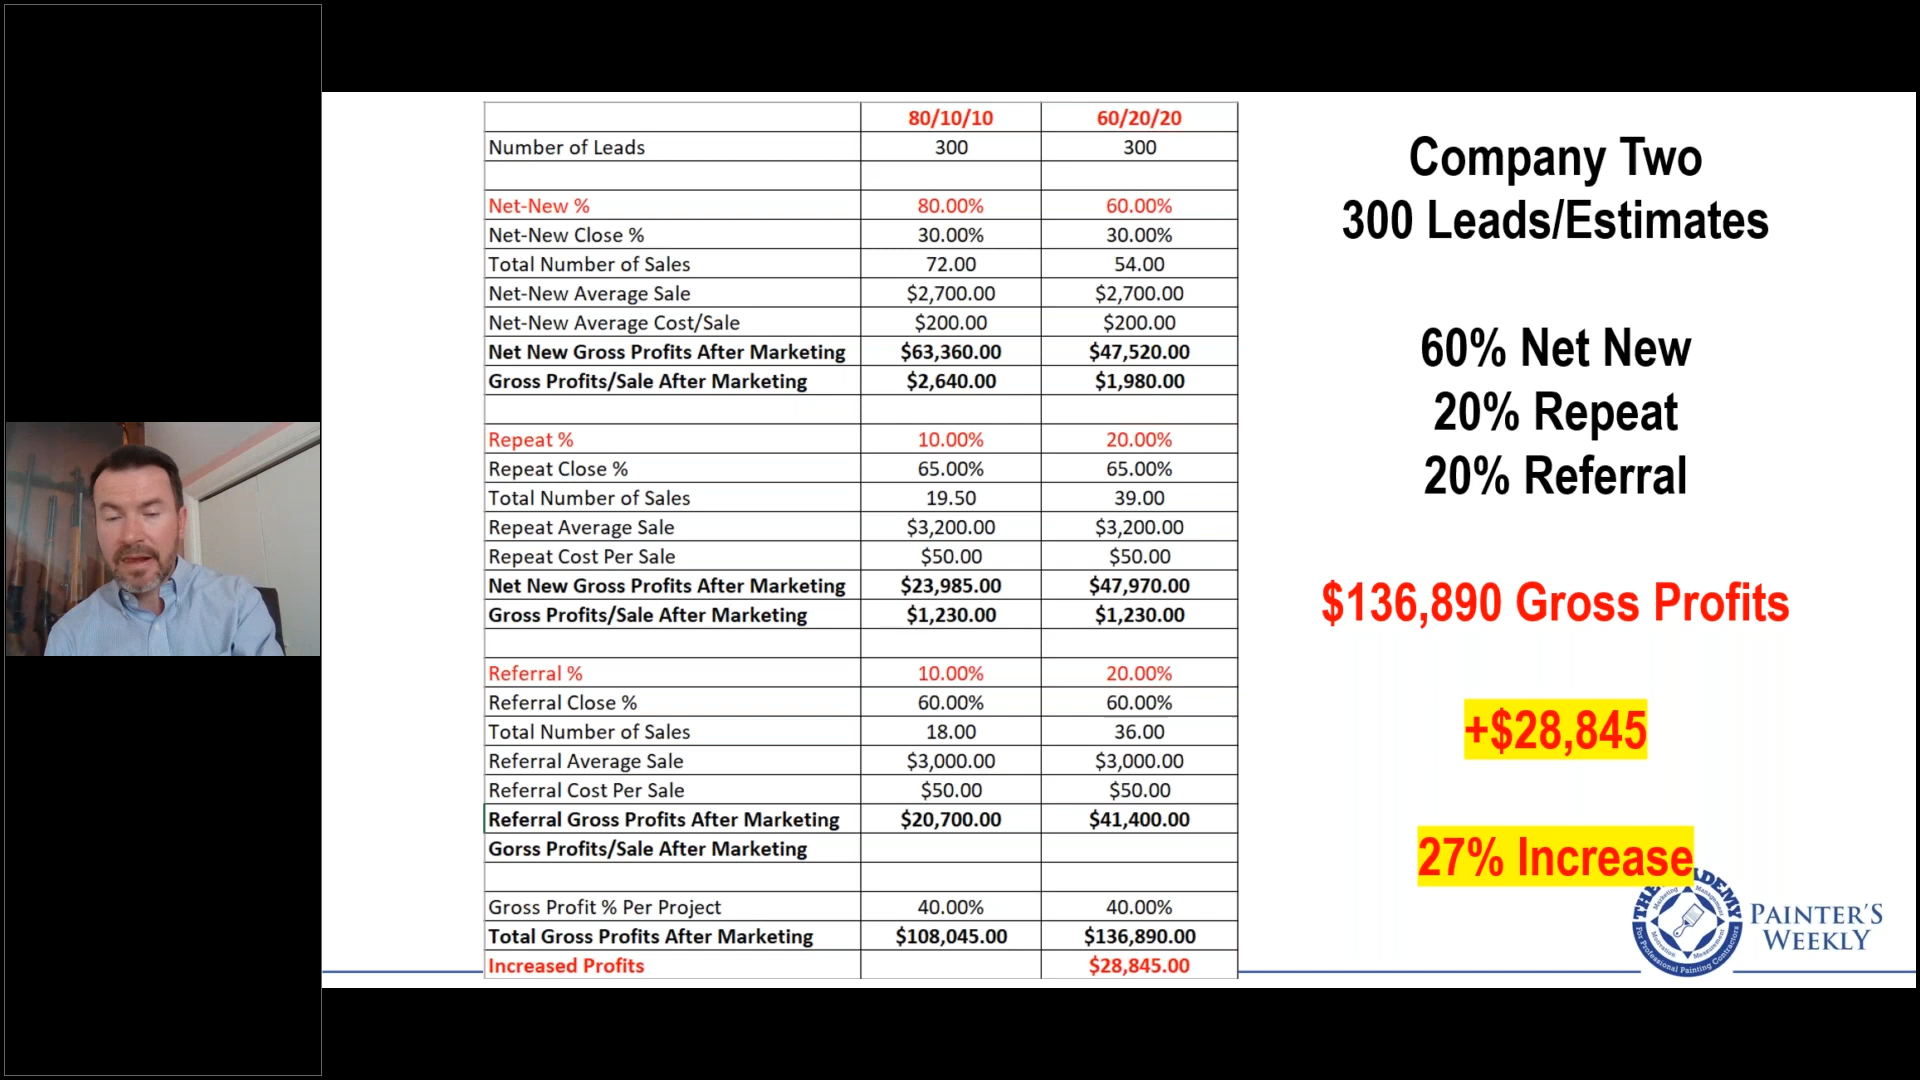 80/10/10 60/20/20
Number of Leads 300 300
Net-New % 80.00% 60.00%
Net-New Close % 30.00% 30.00%
Total Number of Sales 72.00 54.00
Net-New Average Sale $2,700.00 $2,700.00
Net-New Average Cost/Sale $200.00 $200.00
Net New Gross Profits After Marketing $63,360.00 $47,520.00
Gross Profits/Sale After Marketing $2,640.00 $1,980.00
Repeat % 10.00% 20.00%
Repeat Close % 65.00% 65.00%
Total Number of Sales 19.50 39.00
Repeat Average Sale $3,200.00 $3,200.00
Repeat Cost Per Sale $50.00 $50.00
Net New Gross Profits After Marketing $23,985.00 $47,970.00
Gross Profits/Sale After Marketing $1,230.00 $1,230.00
Referral % 10.00% 20.00%
Referral Close % 60.00% 60.00%
Total Number of Sales 18.00 36.00
Referral Average Sale $3,000.00 $3,000.00
Referral Cost Per Sale $50.00 $50.00
Referral Gross Profits After Marketing $20,700.00 $41,400.00
Gorss Profits/Sale After Marketing
Gross Profit % Per Project 40.00% 40.00%
Total Gross Profits After Marketing $108,045.00 $136,890.00
Increased Profits $28,845.00
Company Two
300 Leads/Estimates
60% Net New
20% Repeat
20% Referral
$136,890 Gross Profits
+$28,845
27% Increase
For Professional Painting Contractors
Marketing
Management
Motivation
Measurement
PAINTER'S
WEEKLY